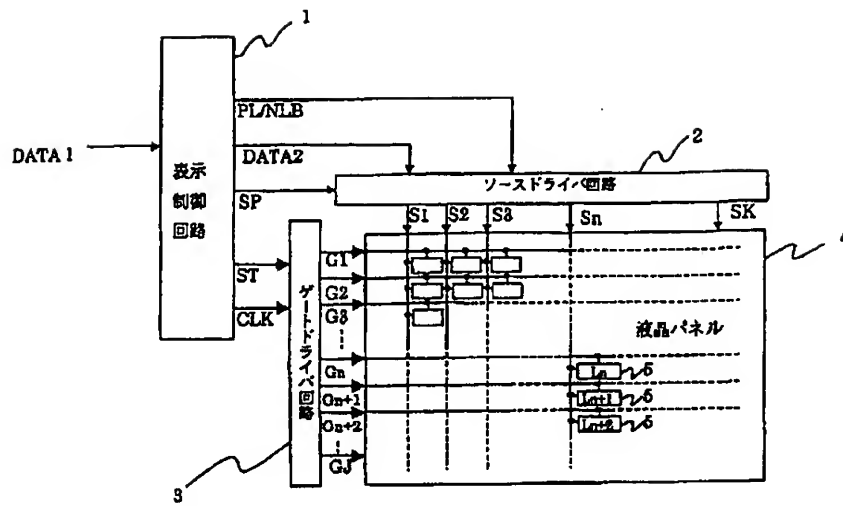 1
PL/NLB
DATA 1
DATA2
2
表示
制御
回路
ソースドライバ回路
SP
S1 S2 S3 Sn SK
4
ST
G1
CLK
G2
G3
ゲートドライバ回路
液晶パネル
Gn
Ln 5
Gn+1
Ln+1 5
Gn+2
Ln+2 5
GJ
3